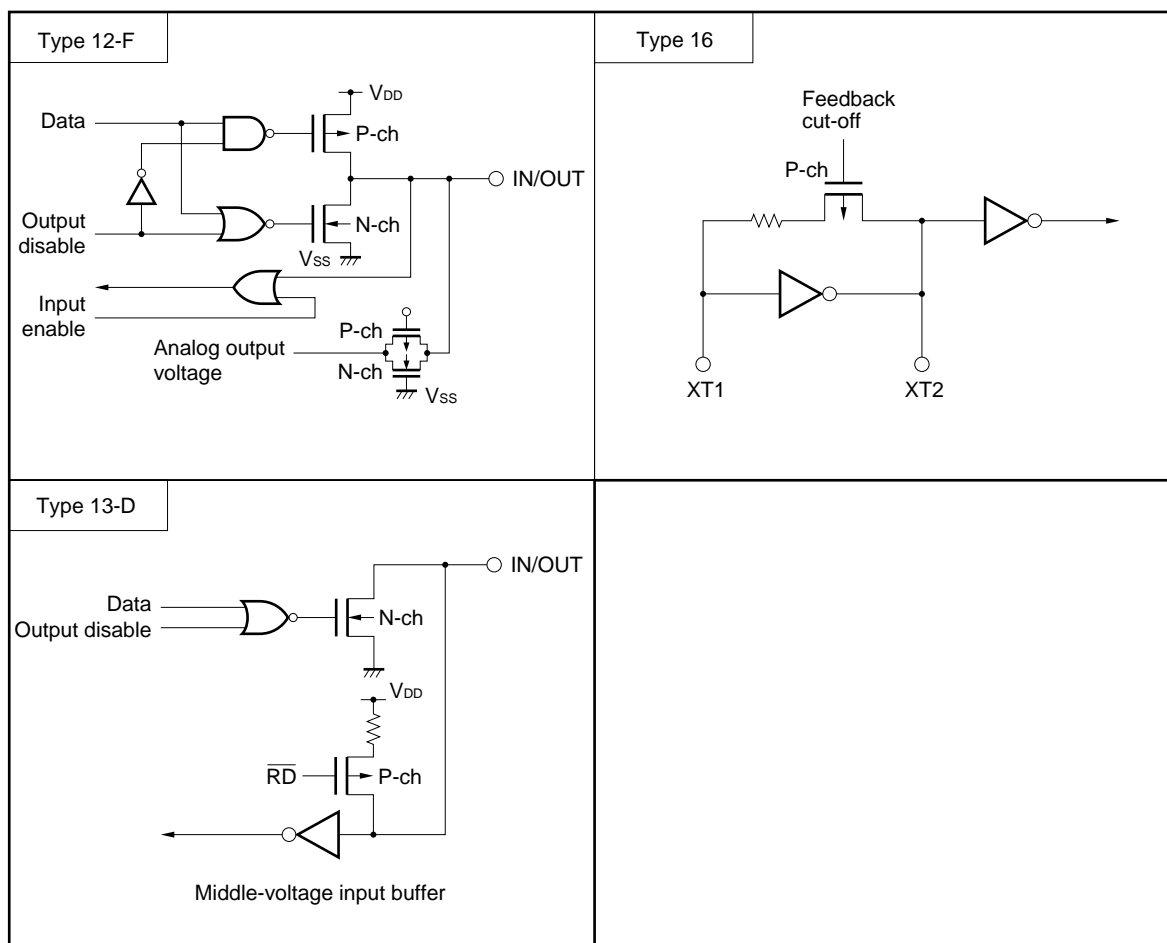 Type 12-F
VDD
Data
P-ch
IN/OUT
Output
disable
N-ch
VSS
Input
enable
P-ch
Analog output
voltage
N-ch
VSS
Type 16
Feedback
cut-off
P-ch
XT1
XT2
Type 13-D
IN/OUT
Data
Output disable
N-ch
VDD
RD
P-ch
Middle-voltage input buffer